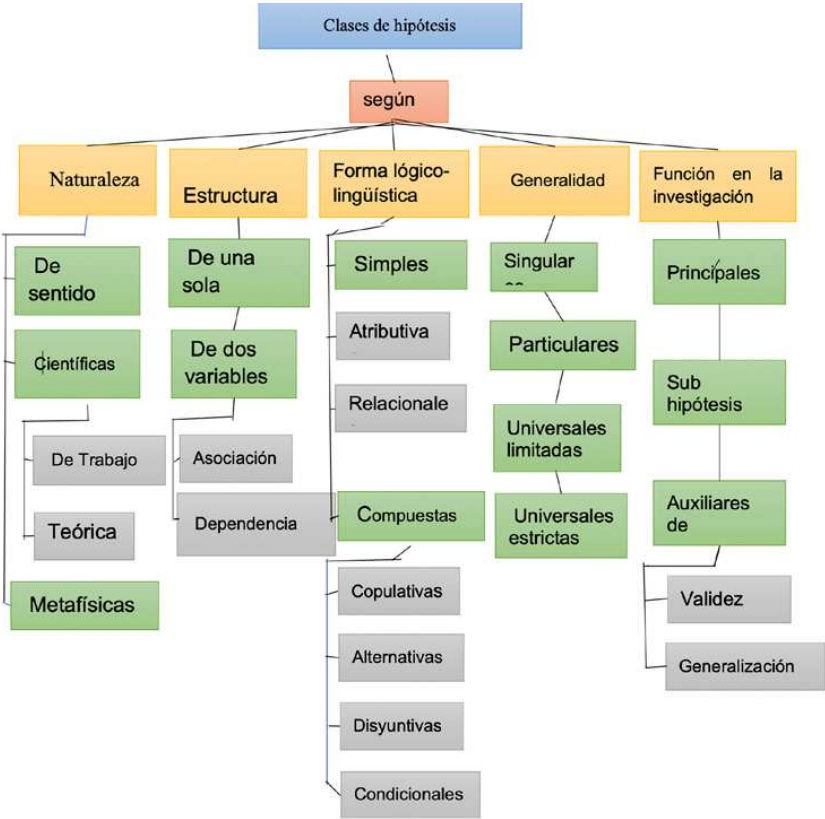 Clases de hipótesis
según
Naturaleza
De
sentido
Científicas
De Trabajo
Teórica
Metafísicas
Estructura
De una
sola
De dos
variables
Asociación
Dependencia
Forma lógico-
lingüística
Simples
Atributiva
Relacionale
Compuestas
Copulativas
Alternativas
Disyuntivas
Condicionales
Generalidad
Singular
Particulares
Universales
limitadas
Universales
estrictas
Función en la
investigación
Principales
Sub
hipótesis
Auxiliares
de
Validez
Generalización